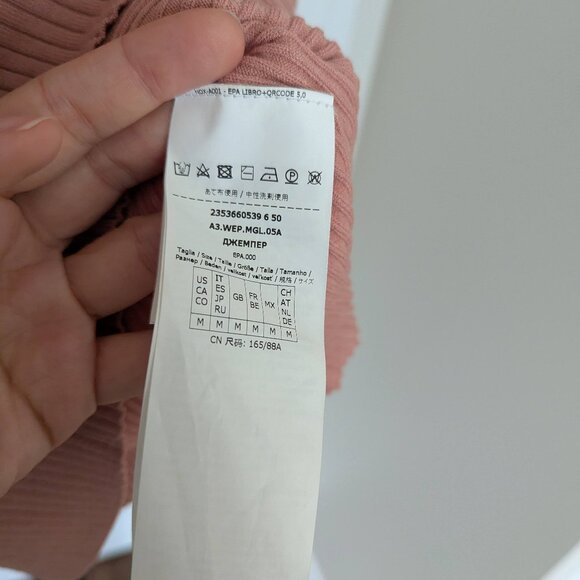 YOX-A001 - EPA LIBRO+QRCODE 5,0
あて布使用 / 中性洗剤使用
2353660539 6 50
A3.WEP.MGL.05A
ДЖЕМПЕР
EPA.000
Taglia / Size / Taille / Größe / Talla / Tamanho /
Размер / Beden / velikost / veľkosť / 規格 / サイズ
US CA CO IT ES JP RU GB FR BE MX CH AT NL DE
M M M M M M
CN 尺码: 165/88A